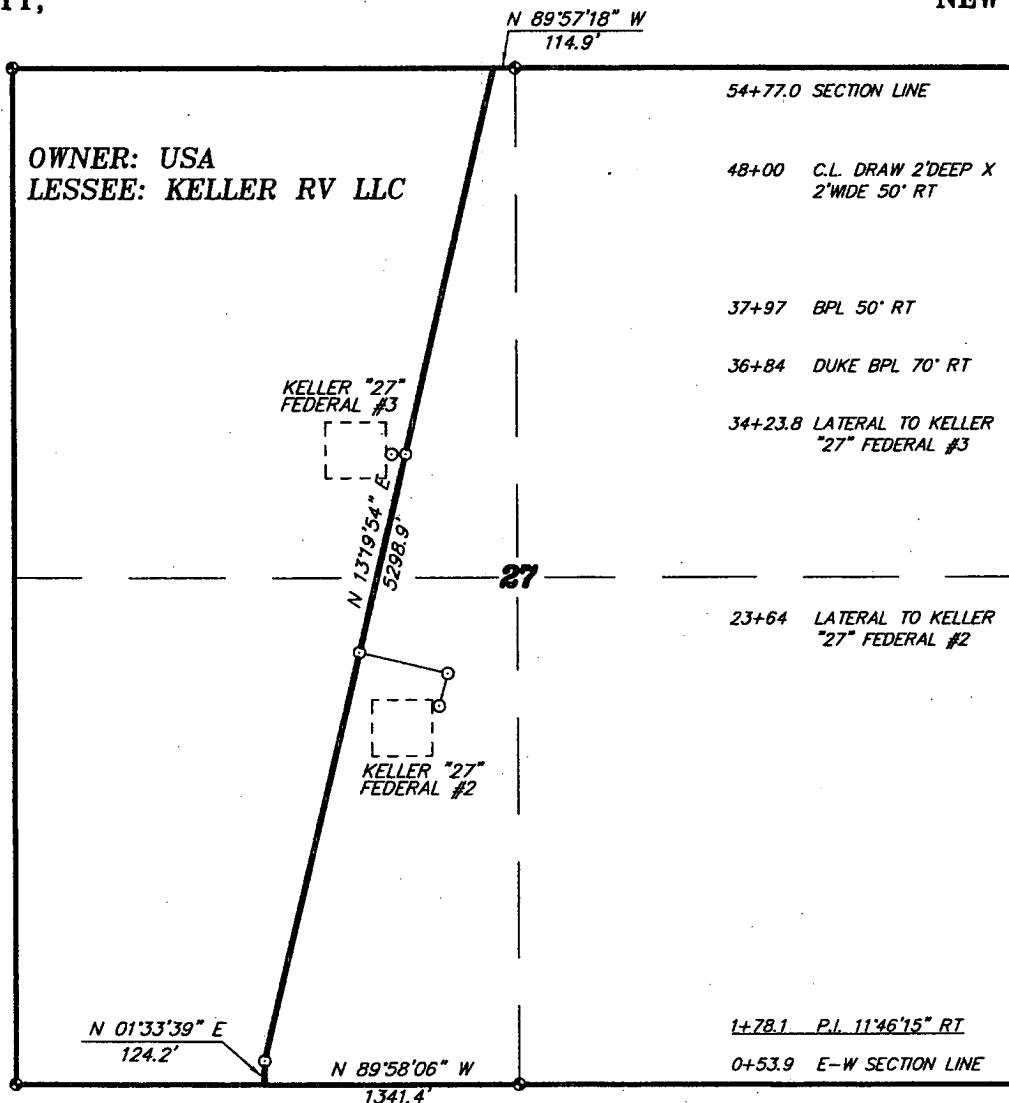 NEW
N 89°57'18" W
114.9'
OWNER: USA
LESSEE: KELLER RV LLC
54+77.0 SECTION LINE
48+00 C.L. DRAW 2'DEEP X
2'WIDE 50° RT
37+97 BPL 50° RT
36+84 DUKE BPL 70° RT
34+23.8 LATERAL TO KELLER
"27" FEDERAL #3
KELLER "27"
FEDERAL #3
N 13°19'54" E
5298.9'
27
23+64 LATERAL TO KELLER
"27" FEDERAL #2
KELLER "27"
FEDERAL #2
N 01°33'39" E
124.2'
N 89°58'06" W
1341.4'
1+78.1 P.I. 11°46'15" RT
0+53.9 E-W SECTION LINE